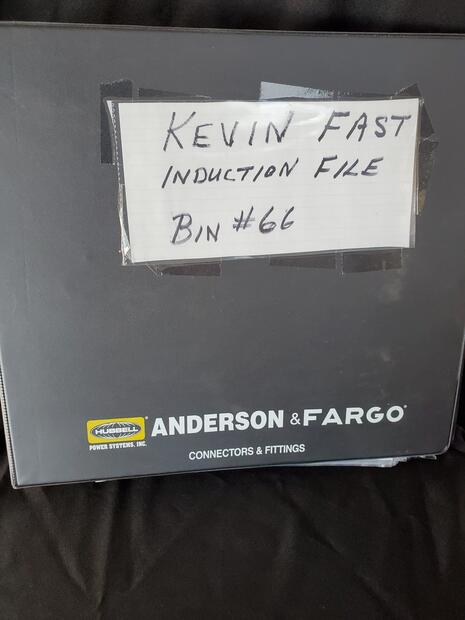 KEVIN FAST
INDUCTION FILE
BIN #66
HUBBELL
POWER SYSTEMS, INC.
ANDERSON & FARGO®
CONNECTORS & FITTINGS